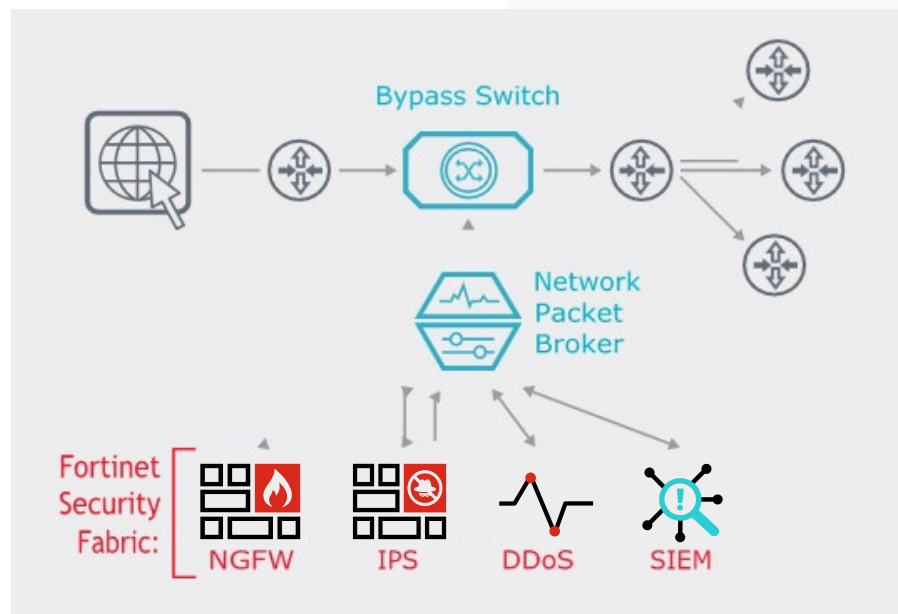 Bypass Switch
Network
Packet
Broker
Fortinet
Security
Fabric:
NGFW
IPS
DDoS
SIEM